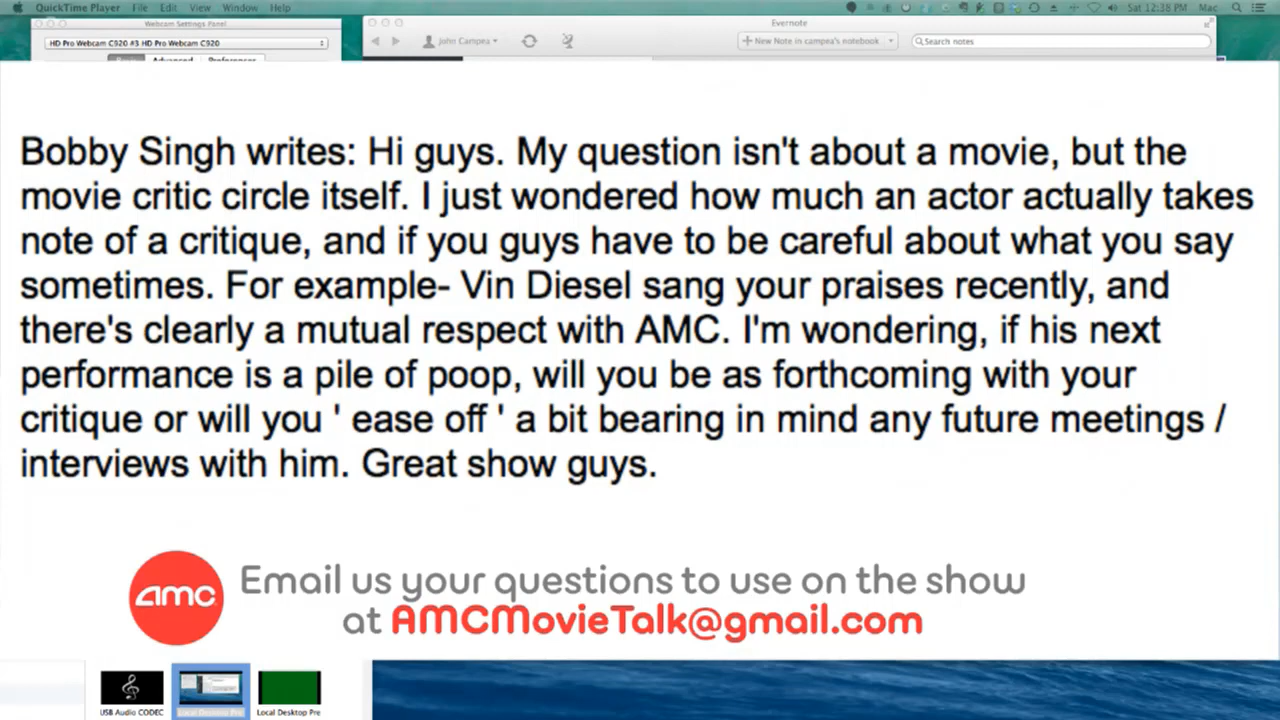 QuickTime Player File Edit View Window Help Sat 12:38 PM Mac
Webcam Settings Panel
Evernote
HD Pro Webcam C920 #3 HD Pro Webcam C920
John Campea
New Note in campea's notebook
Search notes
Basic Advanced Preferences
Bobby Singh writes: Hi guys. My question isn't about a movie, but the
movie critic circle itself. I just wondered how much an actor actually takes
note of a critique, and if you guys have to be careful about what you say
sometimes. For example- Vin Diesel sang your praises recently, and
there's clearly a mutual respect with AMC. I'm wondering, if his next
performance is a pile of poop, will you be as forthcoming with your
critique or will you ' ease off ' a bit bearing in mind any future meetings /
interviews with him. Great show guys.
amc
Email us your questions to use on the show
at AMCMovieTalk@gmail.com
USB Audio CODEC
Local Desktop Pre
Local Desktop Pre